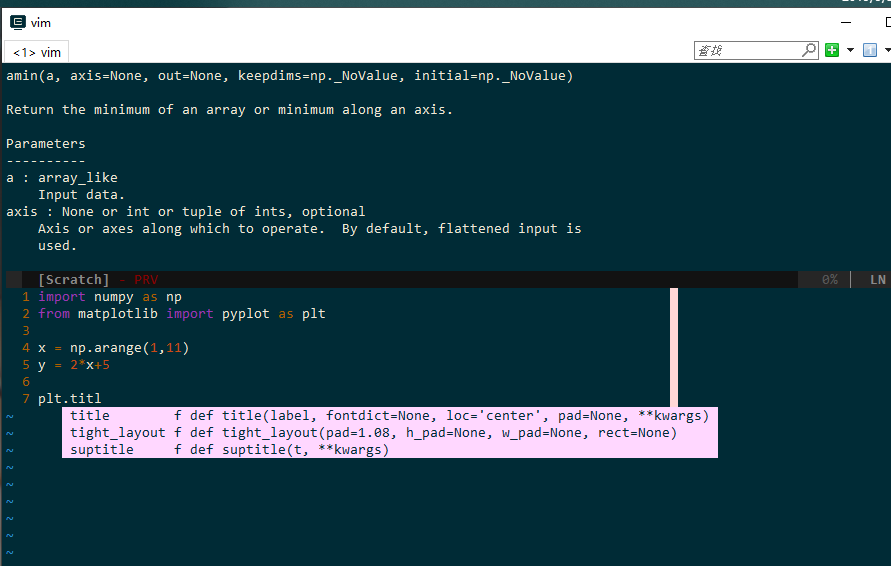 vim
<1> vim
查找
amin(a, axis=None, out=None, keepdims=np._NoValue, initial=np._NoValue)
Return the minimum of an array or minimum along an axis.
Parameters
----------
a : array_like
    Input data.
axis : None or int or tuple of ints, optional
    Axis or axes along which to operate.  By default, flattened input is
    used.
[Scratch] - PRV 0% LN
1 import numpy as np
2 from matplotlib import pyplot as plt
3
4 x = np.arange(1,11)
5 y = 2*x+5
6
7 plt.titl
~ title        f def title(label, fontdict=None, loc='center', pad=None, **kwargs)
~ tight_layout f def tight_layout(pad=1.08, h_pad=None, w_pad=None, rect=None)
~ suptitle     f def suptitle(t, **kwargs)
~
~
~
~
~
~